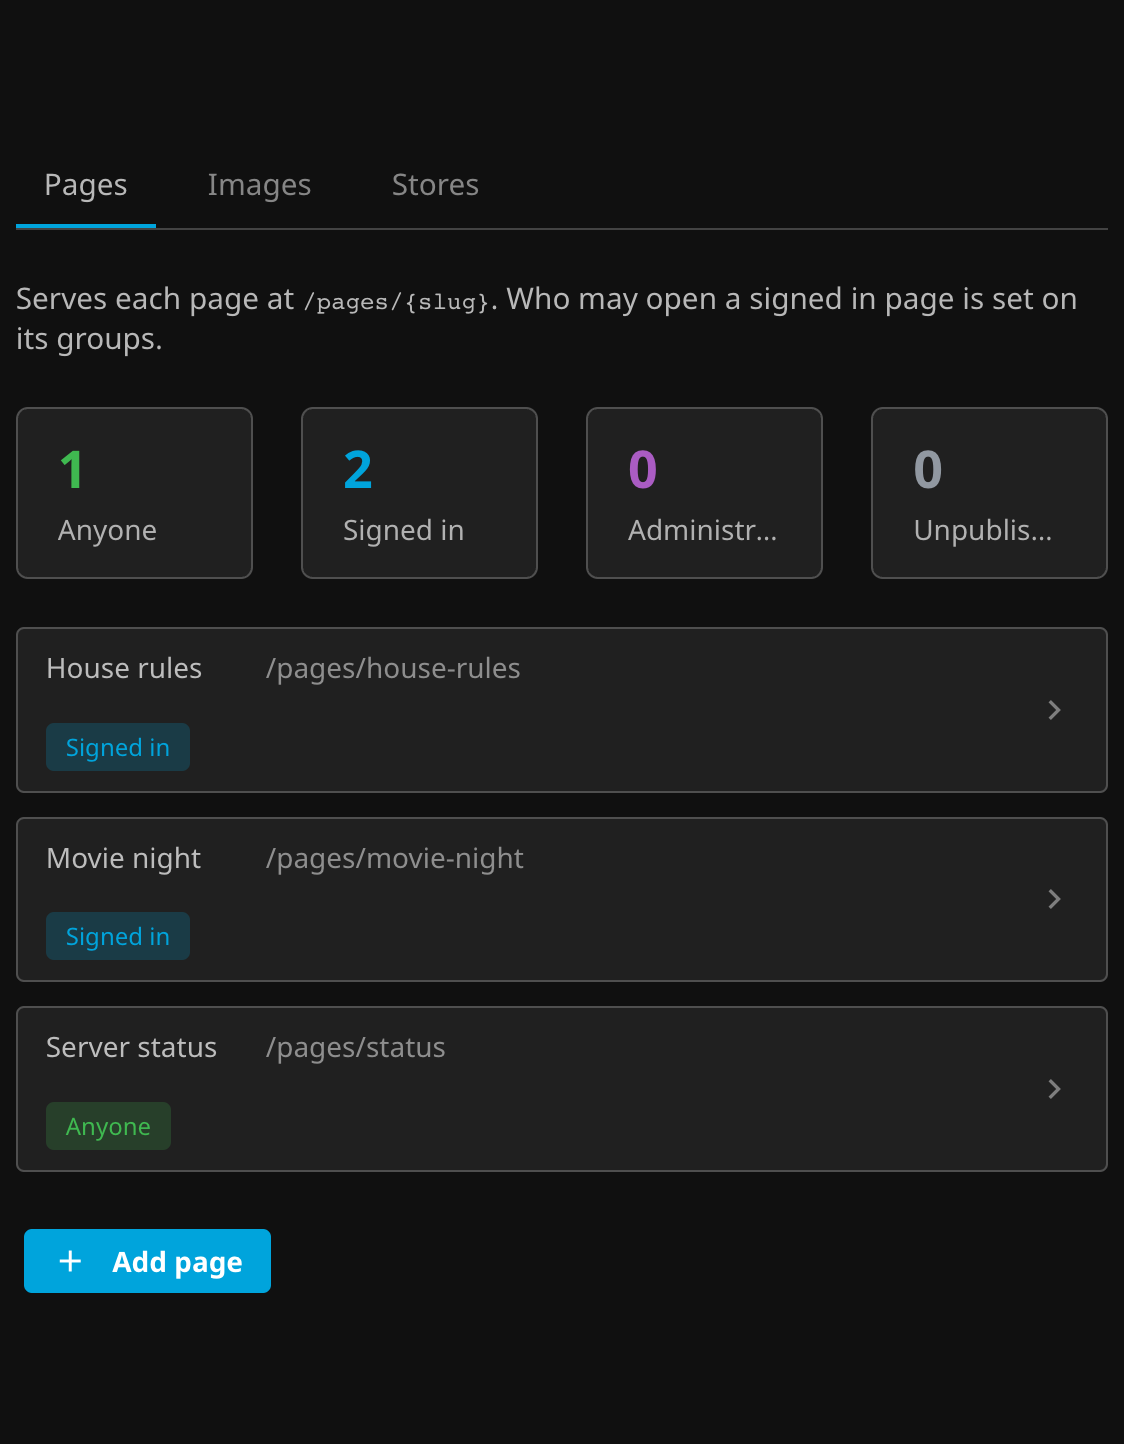 Pages Images Stores
Serves each page at /pages/{slug}. Who may open a signed in page is set on
its groups.
1 2 0 0
Anyone Signed in Administr... Unpublis...
House rules /pages/house-rules
Signed in
Movie night /pages/movie-night
Signed in
Server status /pages/status
Anyone
+ Add page